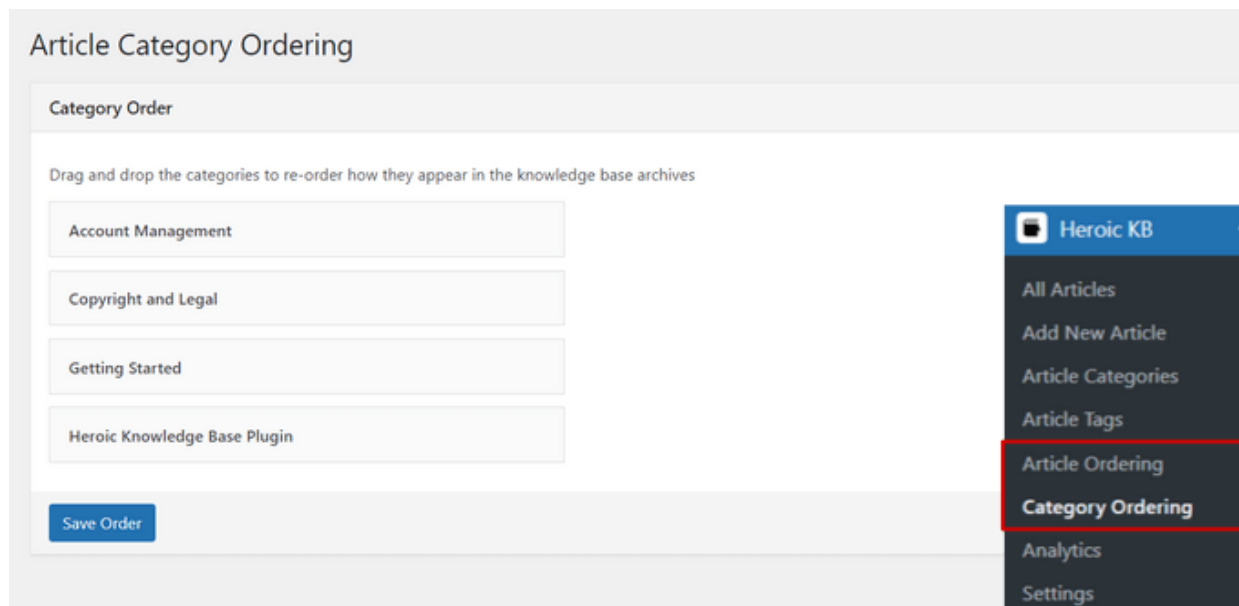 Article Category Ordering
Category Order
Drag and drop the categories to re-order how they appear in the knowledge base archives
Account Management
Copyright and Legal
Getting Started
Heroic Knowledge Base Plugin
Save Order
Heroic KB
All Articles
Add New Article
Article Categories
Article Tags
Article Ordering
Category Ordering
Analytics
Settings